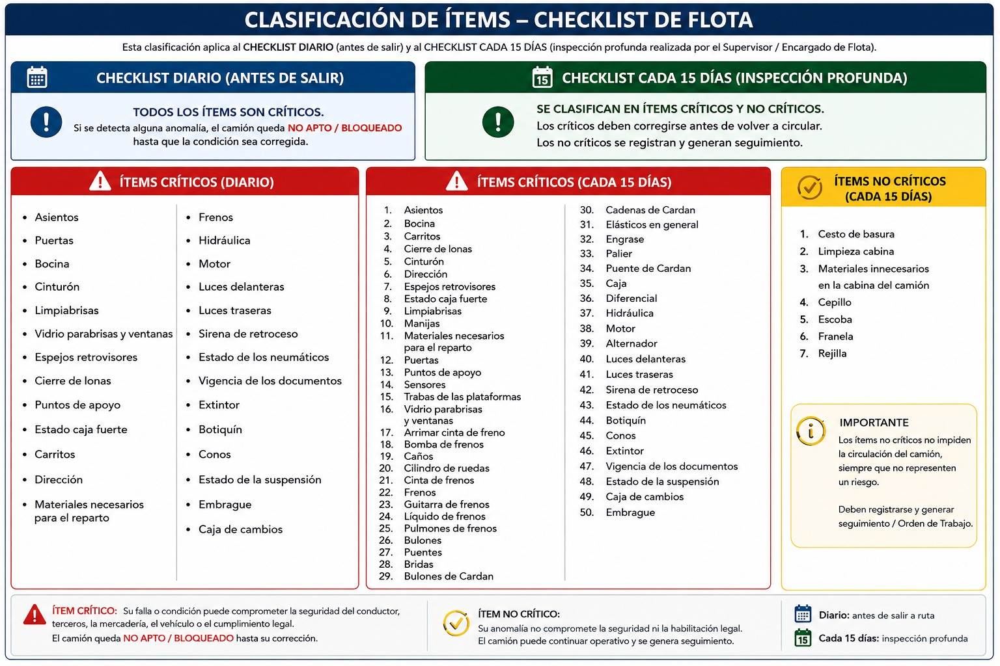 CLASIFICACIÓN DE ÍTEMS – CHECKLIST DE FLOTA
Esta clasificación aplica al CHECKLIST DIARIO (antes de salir) y al CHECKLIST CADA 15 DÍAS (inspección profunda realizada por el Supervisor / Encargado de Flota).
CHECKLIST DIARIO (ANTES DE SALIR)
TODOS LOS ÍTEMS SON CRÍTICOS.
Si se detecta alguna anomalía, el camión queda NO APTO / BLOQUEADO
hasta que la condición sea corregida.
15
CHECKLIST CADA 15 DÍAS (INSPECCIÓN PROFUNDA)
SE CLASIFICAN EN ÍTEMS CRÍTICOS Y NO CRÍTICOS.
Los críticos deben corregirse antes de volver a circular.
Los no críticos se registran y generan seguimiento.
ÍTEMS CRÍTICOS (DIARIO)
• Asientos
• Puertas
• Bocina
• Cinturón
• Limpiabrisas
• Vidrio parabrisas y ventanas
• Espejos retrovisores
• Cierre de lonas
• Puntos de apoyo
• Estado caja fuerte
• Carritos
• Dirección
• Materiales necesarios
para el reparto
• Frenos
• Hidráulica
• Motor
• Luces delanteras
• Luces traseras
• Sirena de retroceso
• Estado de los neumáticos
• Vigencia de los documentos
• Extintor
• Botiquín
• Conos
• Estado de la suspensión
• Embrague
• Caja de cambios
ÍTEMS CRÍTICOS (CADA 15 DÍAS)
1. Asientos
2. Bocina
3. Carritos
4. Cierre de lonas
5. Cinturón
6. Dirección
7. Espejos retrovisores
8. Estado caja fuerte
9. Limpiabrisas
10. Manijas
11. Materiales necesarios
para el reparto
12. Puertas
13. Puntos de apoyo
14. Sensores
15. Trabas de las plataformas
16. Vidrio parabrisas
y ventanas
17. Arrimar cinta de freno
18. Bomba de frenos
19. Caños
20. Cilindro de ruedas
21. Cinta de frenos
22. Frenos
23. Guitarra de frenos
24. Líquido de frenos
25. Pulmones de frenos
26. Bulones
27. Puentes
28. Bridas
29. Bulones de Cardan
30. Cadenas de Cardan
31. Elásticos en general
32. Engrase
33. Palier
34. Puente de Cardan
35. Caja
36. Diferencial
37. Hidráulica
38. Motor
39. Alternador
40. Luces delanteras
41. Luces traseras
42. Sirena de retroceso
43. Estado de los neumáticos
44. Botiquín
45. Conos
46. Extintor
47. Vigencia de los documentos
48. Estado de la suspensión
49. Caja de cambios
50. Embrague
ÍTEMS NO CRÍTICOS
(CADA 15 DÍAS)
1. Cesto de basura
2. Limpieza cabina
3. Materiales innecesarios
en la cabina del camión
4. Cepillo
5. Escoba
6. Franela
7. Rejilla
IMPORTANTE
Los ítems no críticos no impiden
la circulación del camión,
siempre que no representen
un riesgo.
Deben registrarse y generar
seguimiento / Orden de Trabajo.
ÍTEM CRÍTICO: Su falla o condición puede comprometer la seguridad del conductor,
terceros, la mercadería, el vehículo o el cumplimiento legal.
El camión queda NO APTO / BLOQUEADO hasta su corrección.
ÍTEM NO CRÍTICO:
Su anomalía no compromete la seguridad ni la habilitación legal.
El camión puede continuar operativo y se genera seguimiento.
Diario: antes de salir a ruta
15
Cada 15 días: inspección profunda